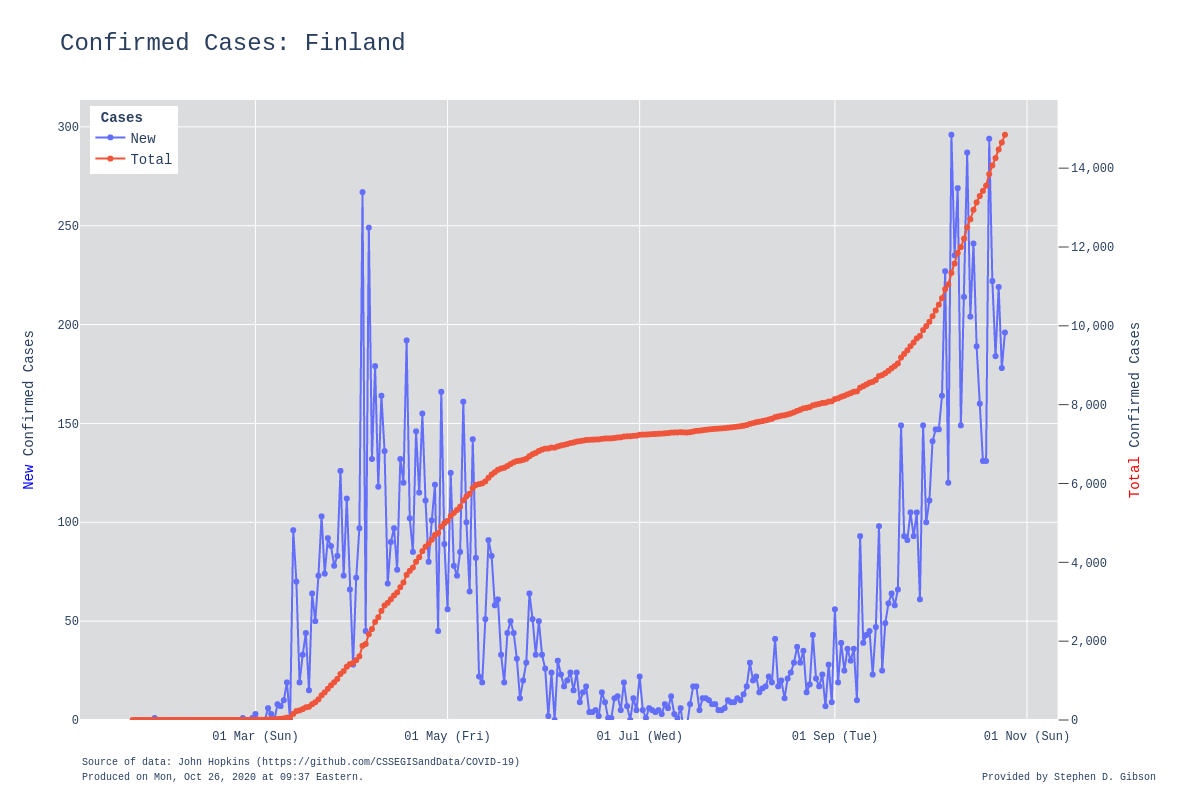 Confirmed Cases: Finland
Cases
New
Total
300
250
200
150
100
50
0
14,000
12,000
10,000
8,000
6,000
4,000
2,000
0
New Confirmed Cases
Total Confirmed Cases
01 Mar (Sun)
01 May (Fri)
01 Jul (Wed)
01 Sep (Tue)
01 Nov (Sun)
Source of data: John Hopkins (https://github.com/CSSEGISandData/COVID-19)
Produced on Mon, Oct 26, 2020 at 09:37 Eastern.
Provided by Stephen D. Gibson